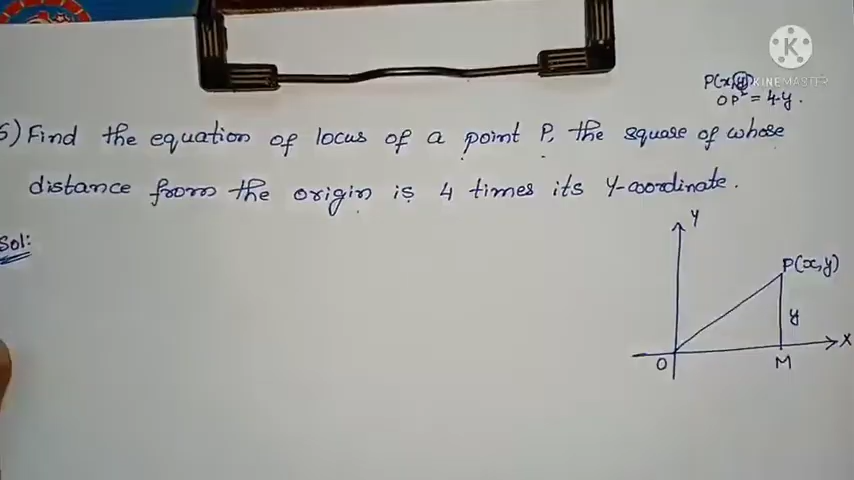 K
KINEMASTER
P(x,y)
OP² = 4y.
5) Find the equation of locus of a point P, the square of whose
distance from the origin is 4 times its Y-coordinate.
Sol:
Y
P(x,y)
y
X
O
M